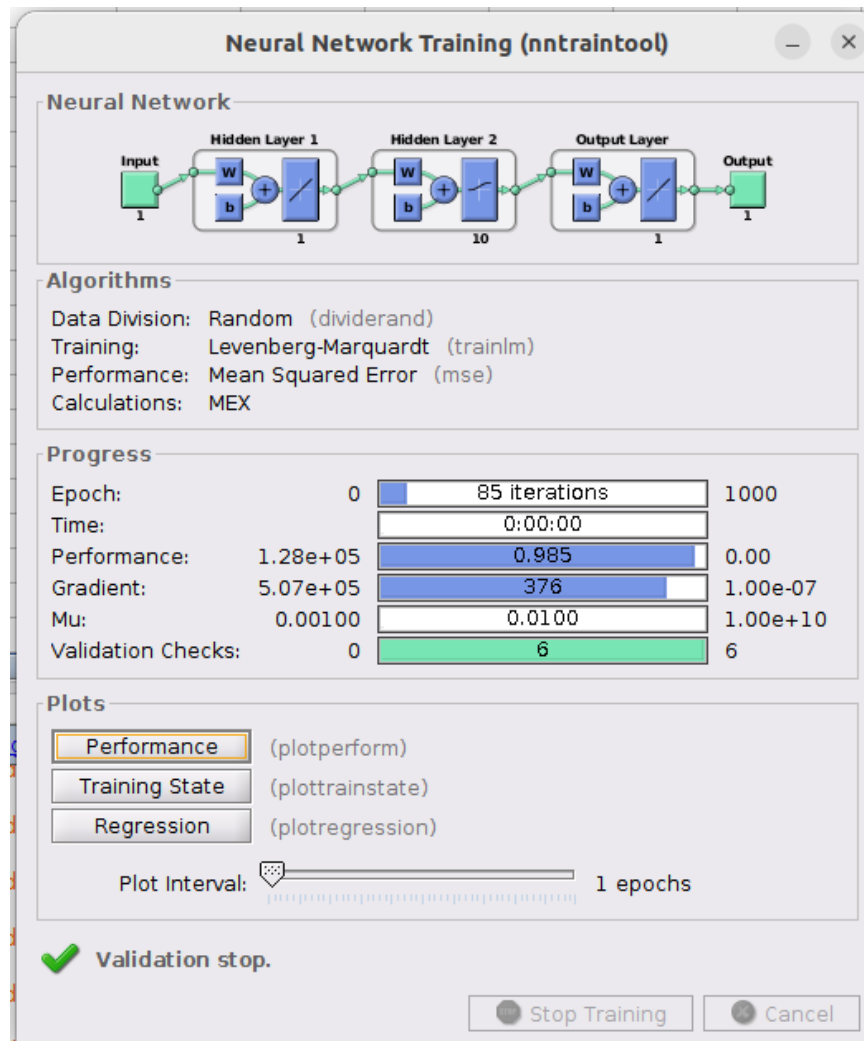 Neural Network Training (nntraintool)
Neural Network
Hidden Layer 1 Hidden Layer 2 Output Layer
Input Output
W W W
+ + +
b b b
1 1 10 1 1
Algorithms
Data Division: Random (dividerand)
Training: Levenberg-Marquardt (trainlm)
Performance: Mean Squared Error (mse)
Calculations: MEX
Progress
Epoch: 0 85 iterations 1000
Time: 0:00:00
Performance: 1.28e+05 0.985 0.00
Gradient: 5.07e+05 376 1.00e-07
Mu: 0.00100 0.0100 1.00e+10
Validation Checks: 0 6 6
Plots
Performance (plotperform)
Training State (plottrainstate)
Regression (plotregression)
Plot Interval: 1 epochs
Validation stop.
Stop Training Cancel